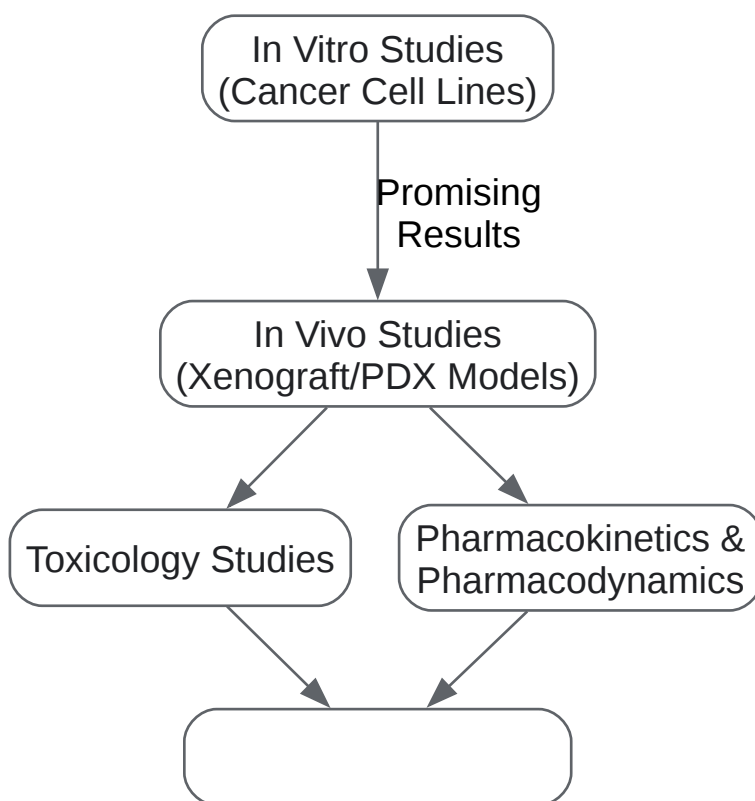 In Vitro Studies
(Cancer Cell Lines)
Promising
Results
In Vivo Studies
(Xenograft/PDX Models)
Toxicology Studies
Pharmacokinetics &
Pharmacodynamics